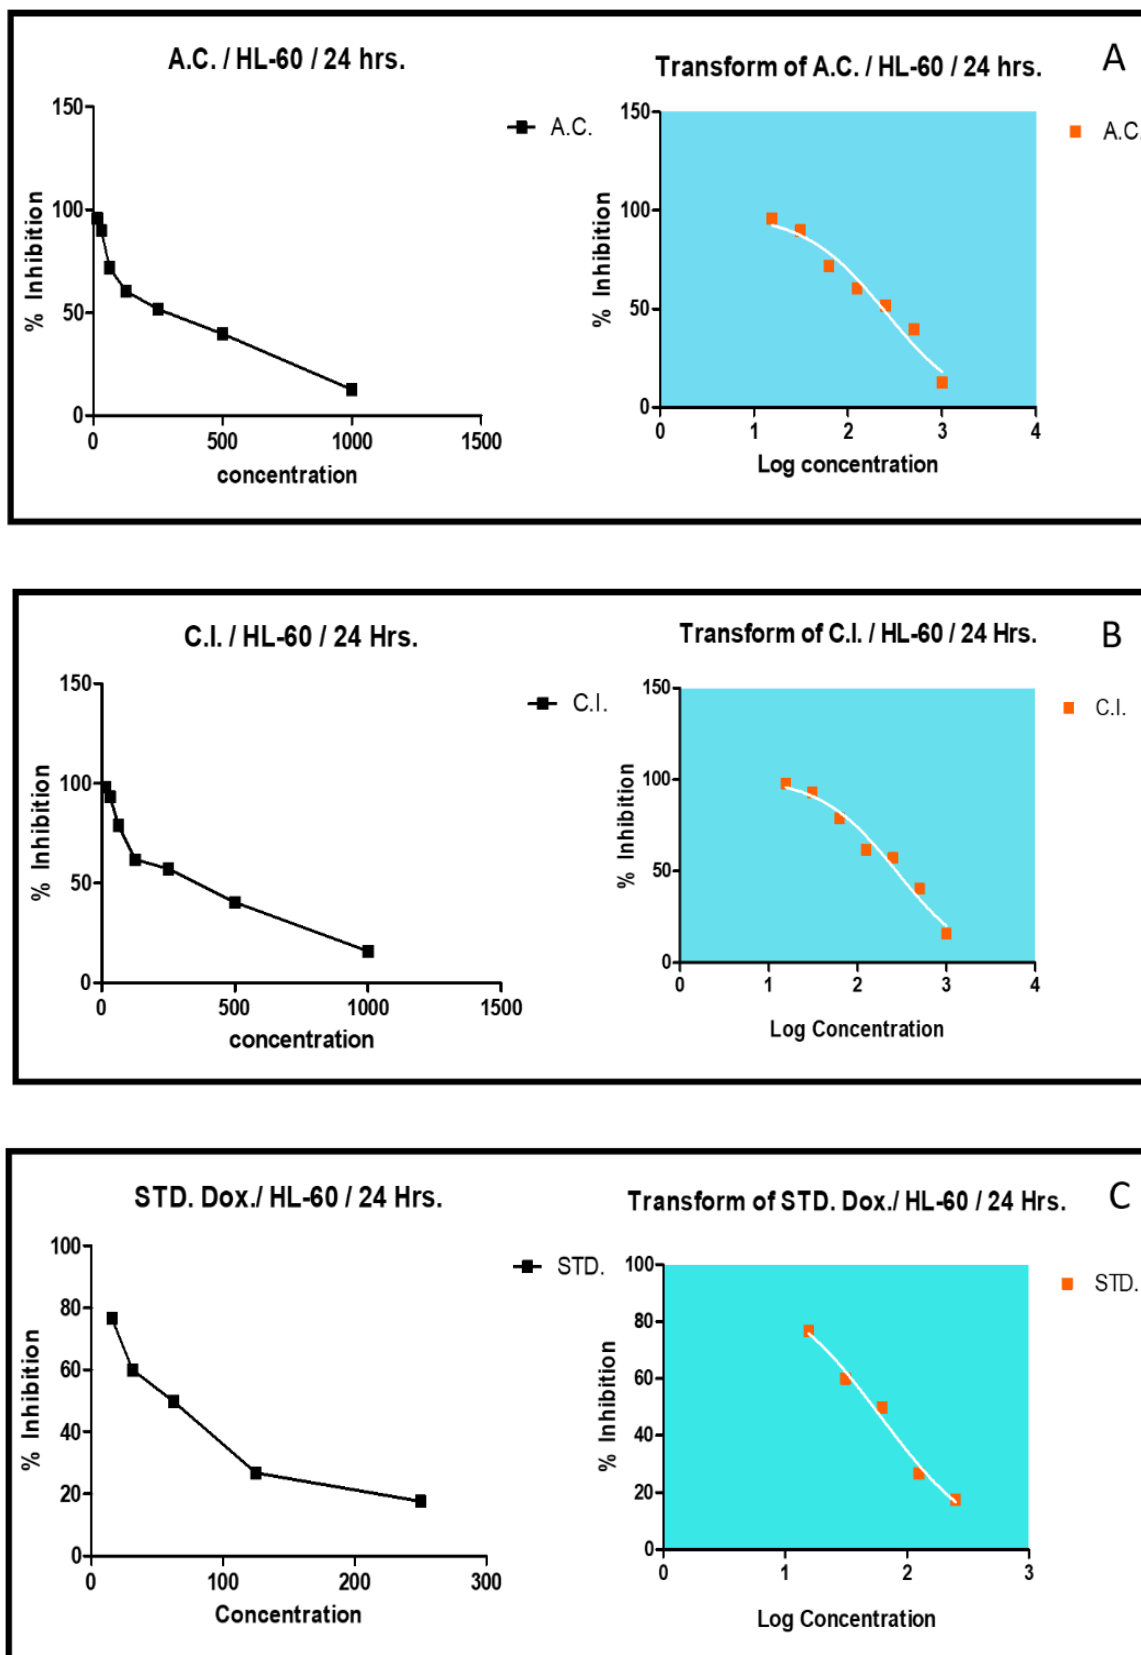 A.C. / HL-60 / 24 hrs.
Transform of A.C. / HL-60 / 24 hrs.
A
A.C.
A.C.
% Inhibition
150
100
50
0
0 500 1000 1500
concentration
% Inhibition
150
100
50
0
0 1 2 3 4
Log concentration
C.I. / HL-60 / 24 Hrs.
Transform of C.I. / HL-60 / 24 Hrs.
B
C.I.
C.I.
% Inhibition
150
100
50
0
0 500 1000 1500
concentration
% Inhibition
150
100
50
0
0 1 2 3 4
Log Concentration
STD. Dox./ HL-60 / 24 Hrs.
Transform of STD. Dox./ HL-60 / 24 Hrs.
C
STD.
STD.
% Inhibition
100
80
60
40
20
0
0 100 200 300
Concentration
% Inhibition
100
80
60
40
20
0
0 1 2 3
Log Concentration